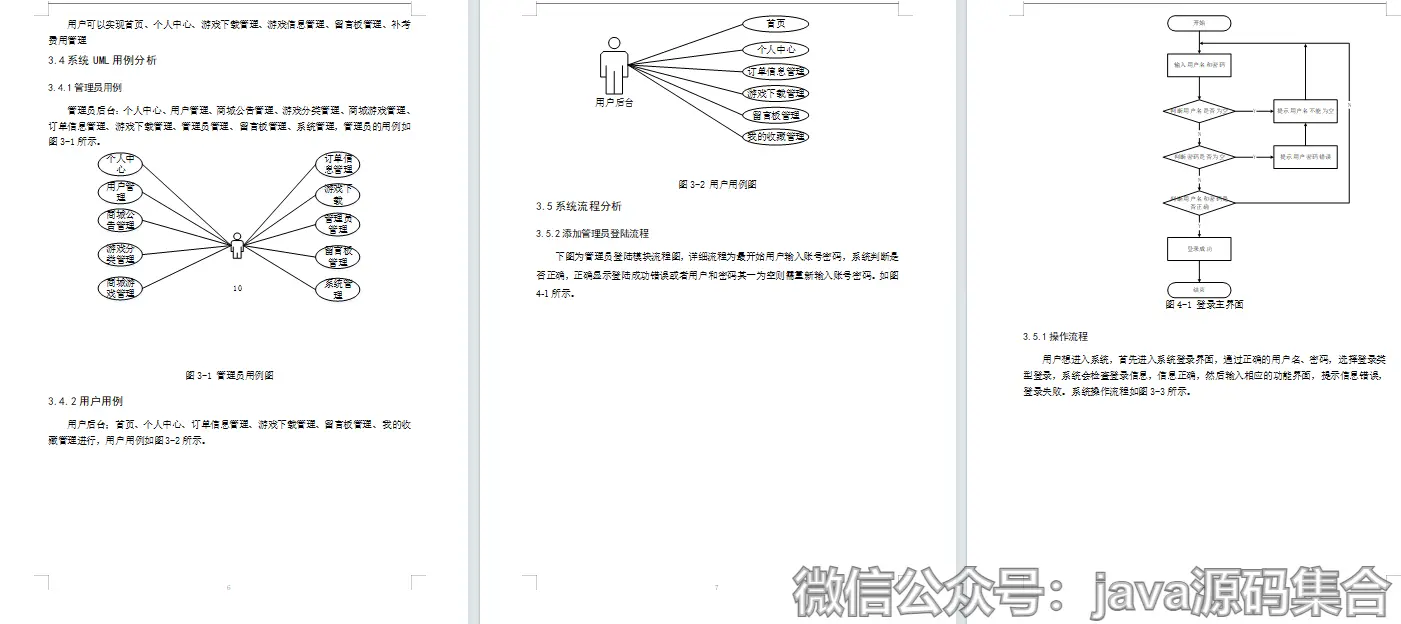 用户可以实现首页、个人中心、游戏下载管理、游戏信息管理、留言板管理、补考
费用管理
3.4系统 UML 用例分析
3.4.1管理员用例
管理员后台：个人中心、用户管理、商城公告管理、游戏分类管理、商城游戏管理、
订单信息管理、游戏下载管理、管理员管理、留言板管理、系统管理，管理员的用例如
图3-1所示。
个人中
心
用户管
理
商城公
告管理
游戏分
类管理
商城游
戏管理
订单信
息管理
游戏下
载
管理员
管理
留言板
管理
系统管
理
10
图3-1 管理员用例图
3.4.2用户用例
用户后台：首页、个人中心、订单信息管理、游戏下载管理、留言板管理、我的收
藏管理进行，用户用例如图3-2所示。
6
首页
个人中心
订单信息管理
游戏下载管理
留言板管理
我的收藏管理
用户后台
图3-2 用户用例图
3.5系统流程分析
3.5.2添加管理员登陆流程
下图为管理员登陆模块流程图，详细流程为最开始用户输入账号密码，系统判断是
否正确，正确显示登陆成功错误或者用户和密码某一为空则需重新输入账号密码。如图
4-1所示。
7
开始
输入用户名和密码
判断用户名是否为空
Y
提示用户名不能为空
N
判断密码是否为空
Y
提示用户密码错误
N
判断用户名和密码是
否正确
N
Y
登录成功
结束
图4-1 登录主界面
3.5.1操作流程
用户想进入系统，首先进入系统登录界面，通过正确的用户名、密码，选择登录类
型登录，系统会检查登录信息，信息正确，然后输入相应的功能界面，提示信息错误，
登录失败。系统操作流程如图3-3所示。
微信公众号：java源码集合